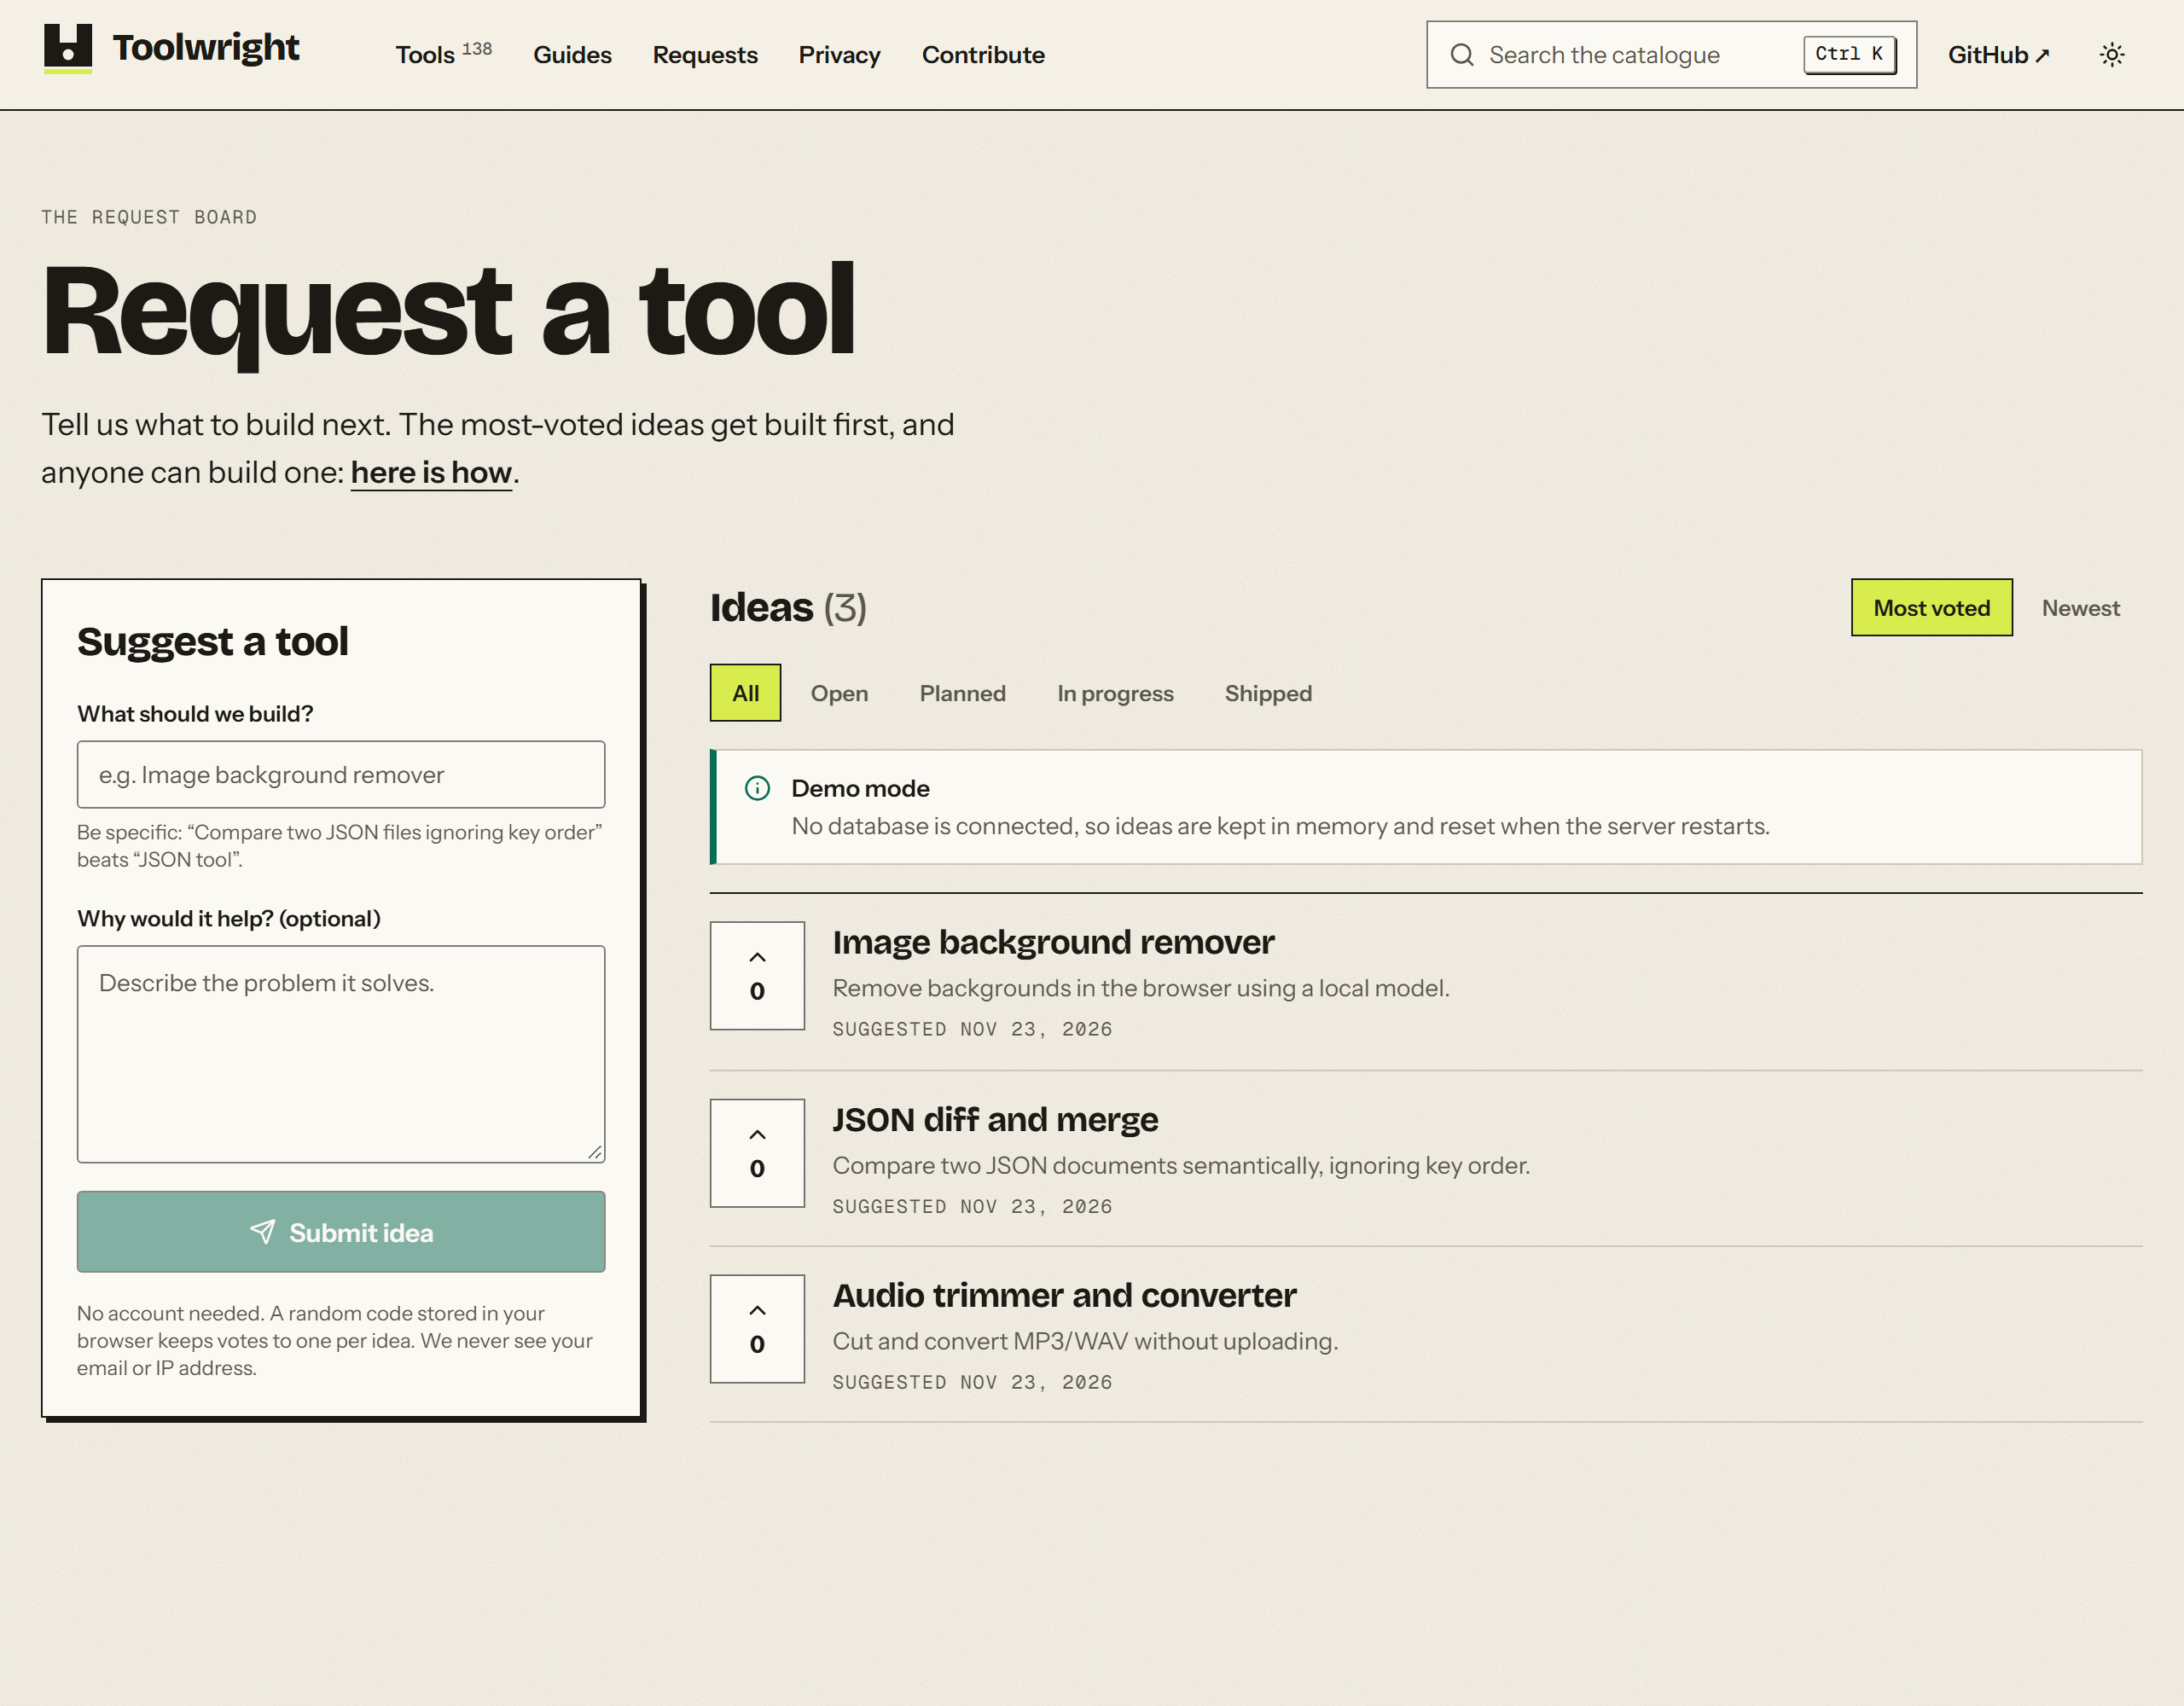 Toolwright
Tools 138
Guides
Requests
Privacy
Contribute
Search the catalogue
Ctrl K
GitHub ↗
THE REQUEST BOARD
Request a tool
Tell us what to build next. The most-voted ideas get built first, and
anyone can build one: here is how.
Suggest a tool
What should we build?
e.g. Image background remover
Be specific: “Compare two JSON files ignoring key order”
beats “JSON tool”.
Why would it help? (optional)
Describe the problem it solves.
Submit idea
No account needed. A random code stored in your
browser keeps votes to one per idea. We never see your
email or IP address.
Ideas (3)
Most voted
Newest
All
Open
Planned
In progress
Shipped
Demo mode
No database is connected, so ideas are kept in memory and reset when the server restarts.
0
Image background remover
Remove backgrounds in the browser using a local model.
SUGGESTED NOV 23, 2026
0
JSON diff and merge
Compare two JSON documents semantically, ignoring key order.
SUGGESTED NOV 23, 2026
0
Audio trimmer and converter
Cut and convert MP3/WAV without uploading.
SUGGESTED NOV 23, 2026